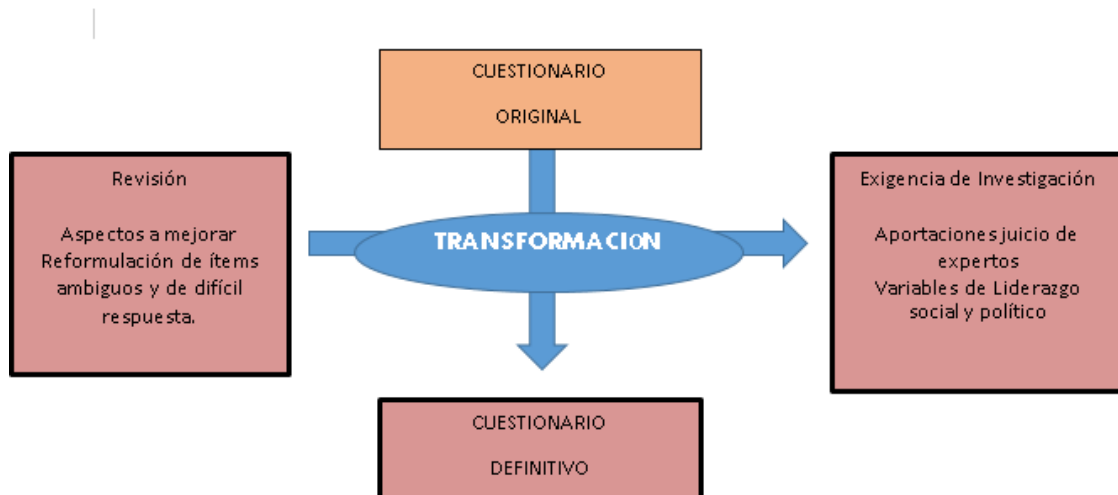 CUESTIONARIO
ORIGINAL
Revisión
Aspectos a mejorar
Reformulación de ítems
ambiguos y de difícil
respuesta.
TRANSFORMACION
Exigencia de Investigación
Aportaciones juicio de
expertos
Variables de Liderazgo
social y político
CUESTIONARIO
DEFINITIVO